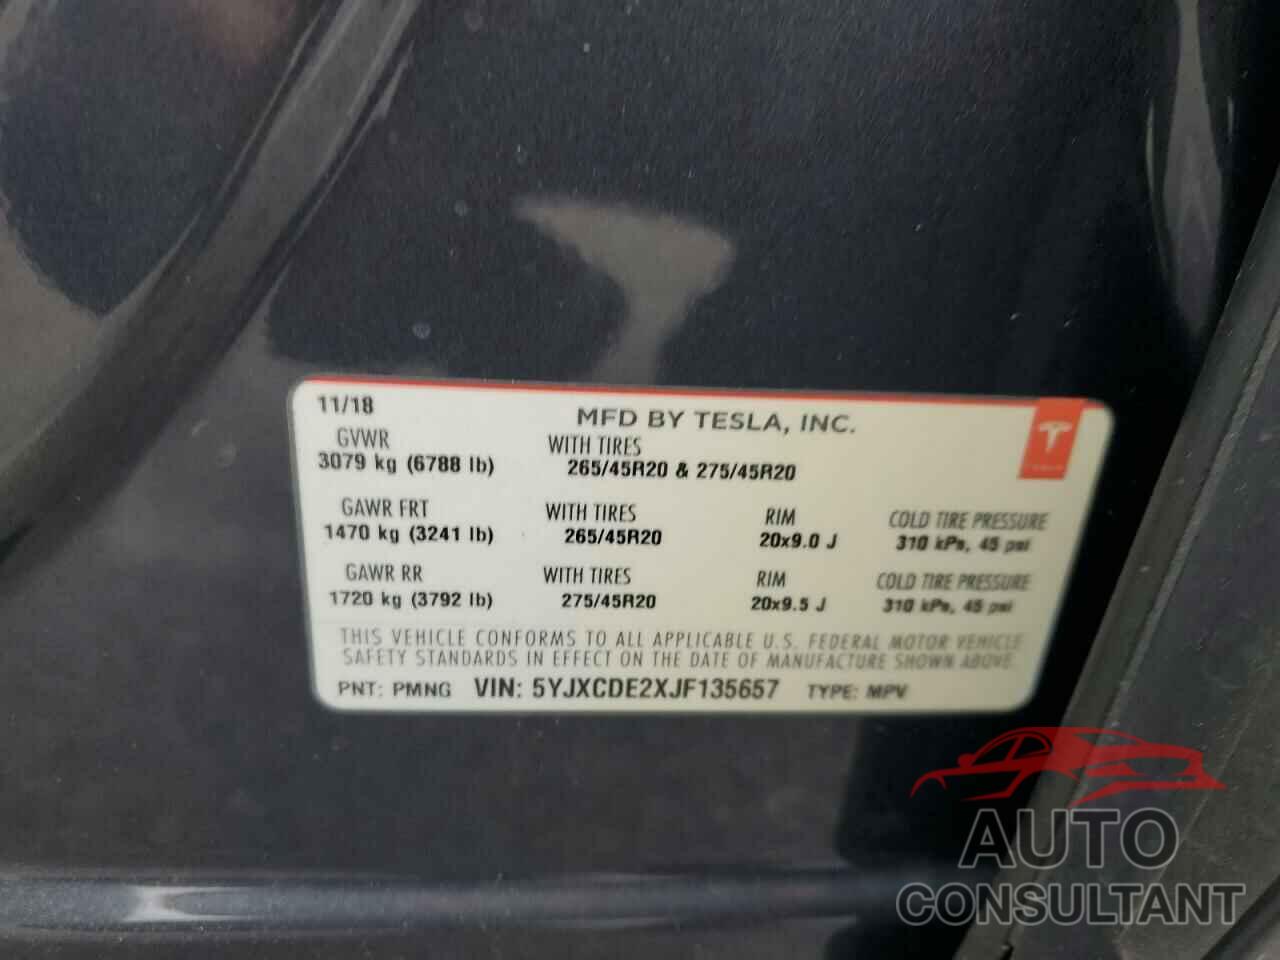 11/18 MFD BY TESLA, INC.
GVWR WITH TIRES
3079 kg (6788 lb) 265/45R20 & 275/45R20
GAWR FRT WITH TIRES RIM COLD TIRE PRESSURE
1470 kg (3241 lb) 265/45R20 20x9.0 J 310 kPa, 45 psi
GAWR RR WITH TIRES RIM COLD TIRE PRESSURE
1720 kg (3792 lb) 275/45R20 20x9.5 J 310 kPa, 45 psi
THIS VEHICLE CONFORMS TO ALL APPLICABLE U.S. FEDERAL MOTOR VEHICLE
SAFETY STANDARDS IN EFFECT ON THE DATE OF MANUFACTURE SHOWN ABOVE.
PNT: PMNG VIN: 5YJXCDE2XJF135657 TYPE: MPV
TESLA
AUTO
CONSULTANT